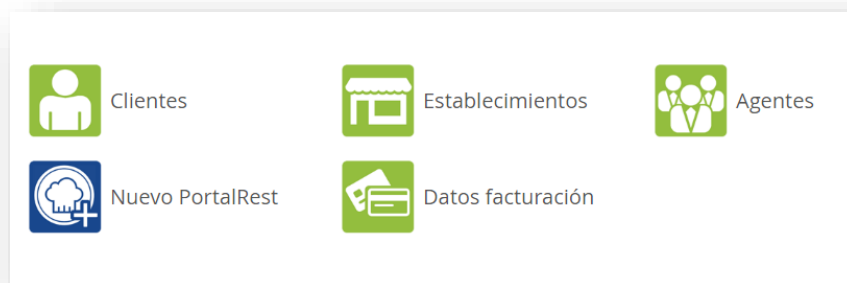 Clientes
Establecimientos
Agentes
Nuevo PortalRest
Datos facturación